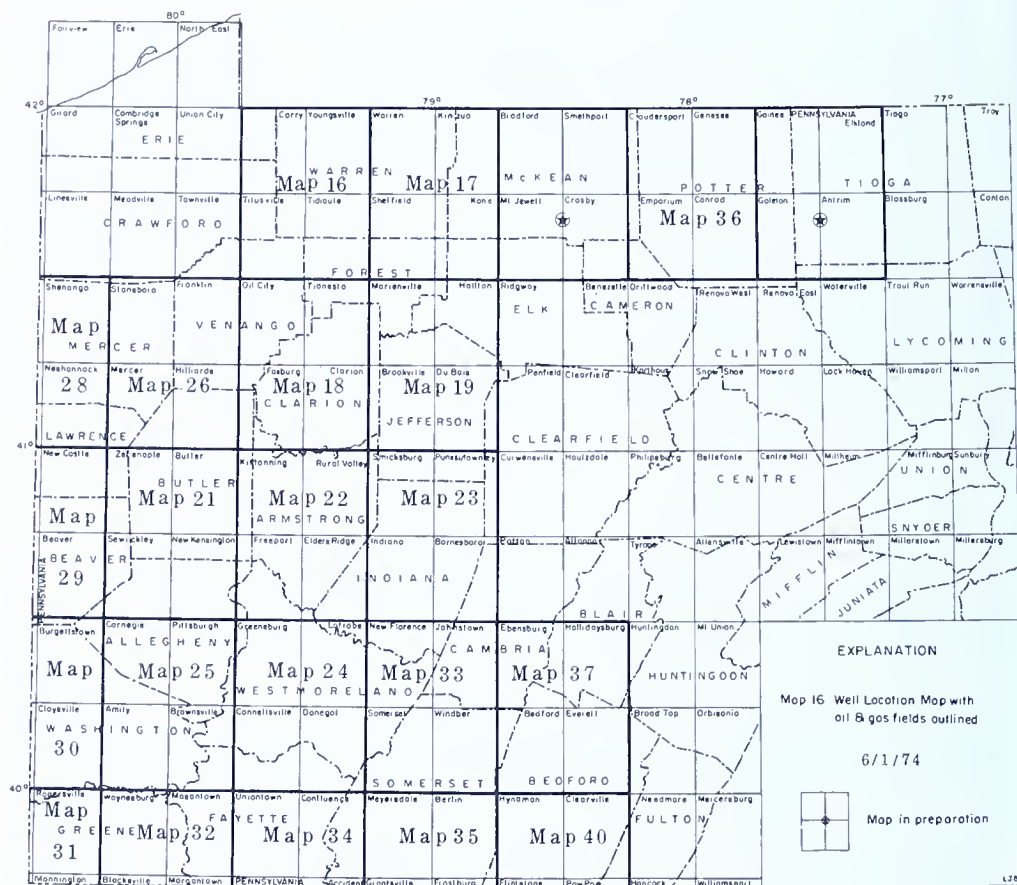 80°
Fairview Erie North East
42° 79° 78° 77°
Girard Cambridge Springs Union City Corry Youngsville Warren Kinzua Bradford Smethport Coudersport Genesee Gaines PENNSYLVANIA Elkland Tioga Troy
ERIE
WARREN McKEAN POTTER TIOGA
Map 16 Map 17
Linesville Meadville Townville Titusville Tidioute Sheffield Kane Mt Jewett Crosby Emporium Conrad Galeton Antrim Blossburg Canton
CRAWFORD Map 36
FOREST
Shenango Stoneboro Franklin Oil City Tionesta Marienville Hallton Ridgway Benezette Driftwood Renovo West Renovo East Waterville Trout Run Warrensville
Map VENANGO ELK CAMERON
MERCER CLINTON LYCOMING
Neshannock Mercer Hilliards Foxburg Clarion Brookville Du Bois Penfield Clearfield Karthaus Snow Shoe Howard Lock Haven Williamsport Milton
28 Map 26 Map 18 Map 19
CLARION JEFFERSON
LAWRENCE CLEARFIELD
41°
New Castle Zelienople Butler Kittanning Rural Valley Smicksburg Punxsutawney Curwensville Houtzdale Philipsburg Bellefonte Centre Hall Millheim Mifflinburg Sunbury
BUTLER CENTRE UNION
Map Map 21 Map 22 Map 23
ARMSTRONG SNYDER
Beaver Sewickley New Kensington Freeport Elders Ridge Indiana Barnesboro Patton Altoona Tyrone Allensville Lewistown Mifflintown Millerstown Millersburg
BEAVER
29 PENNSYLVANIA INDIANA BLAIR MIFFLIN JUNIATA
Burgettstown Carnegie Pittsburgh Greensburg Latrobe New Florence Johnstown Ebensburg Hollidaysburg Huntingdon Mt Union
ALLEGHENY CAMBRIA
Map Map 25 Map 24 Map 33 Map 37 HUNTINGDON
WESTMORELAND
Claysville Amity Brownsville Connellsville Donegal Somerset Windber Bedford Everett Broad Top Orbisonia
WASHINGTON
30 SOMERSET BEDFORD
40°
Rogersville Waynesburg Masontown Uniontown Confluence Meyersdale Berlin Hyndman Clearville Needmore Mercersburg
Map FAYETTE FULTON
GREENE Map 32 Map 34 Map 35 Map 40
31
Mannington Blacksville Morgantown PENNSYLVANIA Accident Grantsville Frostburg Flintstone Paw Paw Hancock Williamsport
EXPLANATION
Map 16 Well Location Map with
oil & gas fields outlined
6/1/74
Map in preparation